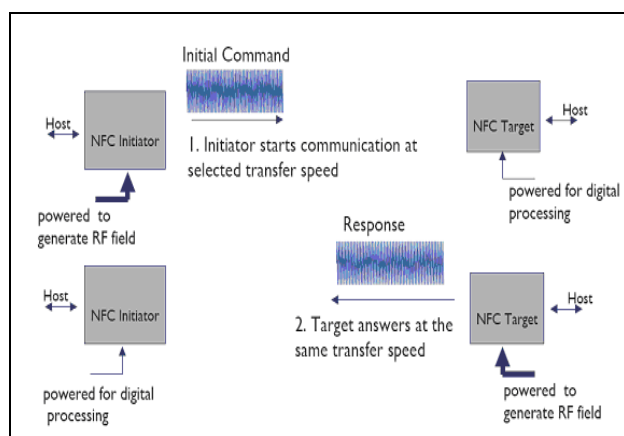 Initial Command
Host
NFC Initiator
1. Initiator starts communication at
selected transfer speed
Host
NFC Target
powered to
generate RF field
powered for digital
processing
Response
Host
NFC Initiator
2. Target answers at the
same transfer speed
Host
NFC Target
powered for digital
processing
powered to
generate RF field